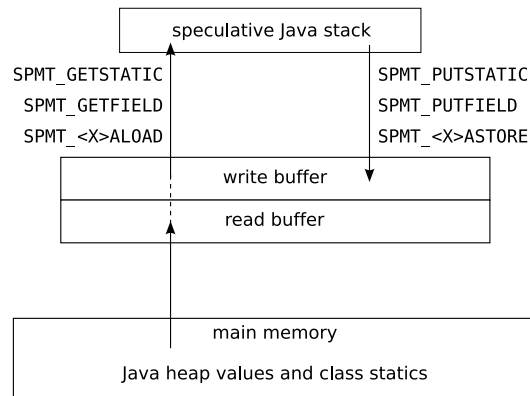 speculative Java stack
SPMT_GETSTATIC
SPMT_GETFIELD
SPMT_<X>ALOAD
SPMT_PUTSTATIC
SPMT_PUTFIELD
SPMT_<X>ASTORE
write buffer
read buffer
main memory
Java heap values and class statics